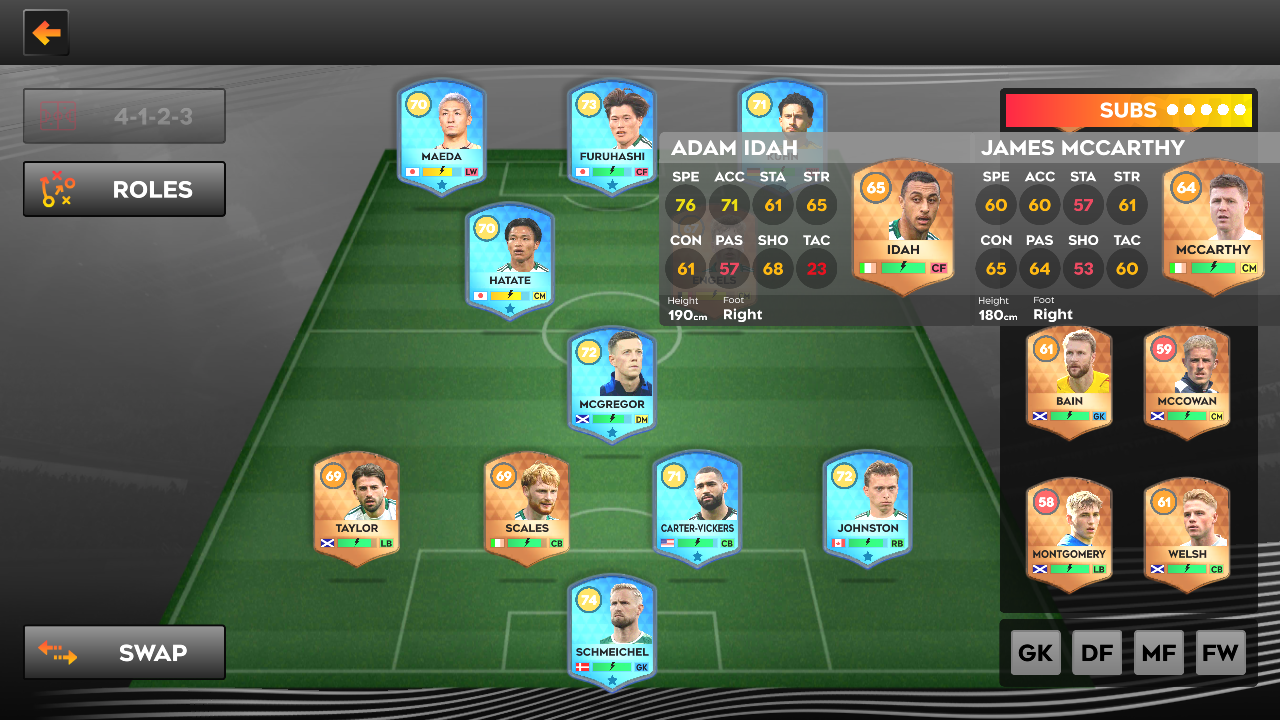 4-1-2-3
ROLES
SUBS
70
MAEDA
LW
73
FURUHASHI
CF
71
KÜHN
ADAM IDAH
SPE ACC STA STR
76 71 61 65
CON PAS SHO TAC
61 57 68 23
Height
190cm
Foot
Right
65
IDAH
CF
JAMES MCCARTHY
SPE ACC STA STR
60 60 57 61
CON PAS SHO TAC
65 64 53 60
Height
180cm
Foot
Right
64
MCCARTHY
CM
70
HATATE
CM
ENGELS
72
MCGREGOR
DM
61
BAIN
GK
59
MCCOWAN
CM
69
TAYLOR
LB
69
SCALES
CB
71
CARTER-VICKERS
CB
72
JOHNSTON
RB
58
MONTGOMERY
LB
61
WELSH
CB
74
SCHMEICHEL
GK
SWAP
GK DF MF FW